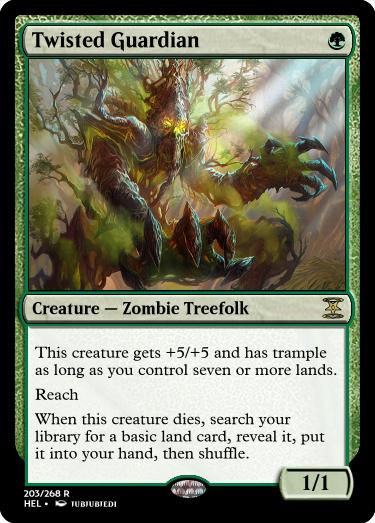 Twisted Guardian
Creature — Zombie Treefolk
This creature gets +5/+5 and has trample
as long as you control seven or more lands.
Reach
When this creature dies, search your
library for a basic land card, reveal it, put
it into your hand, then shuffle.
1/1
203/268 R
HEL • IUBIUBJEDI